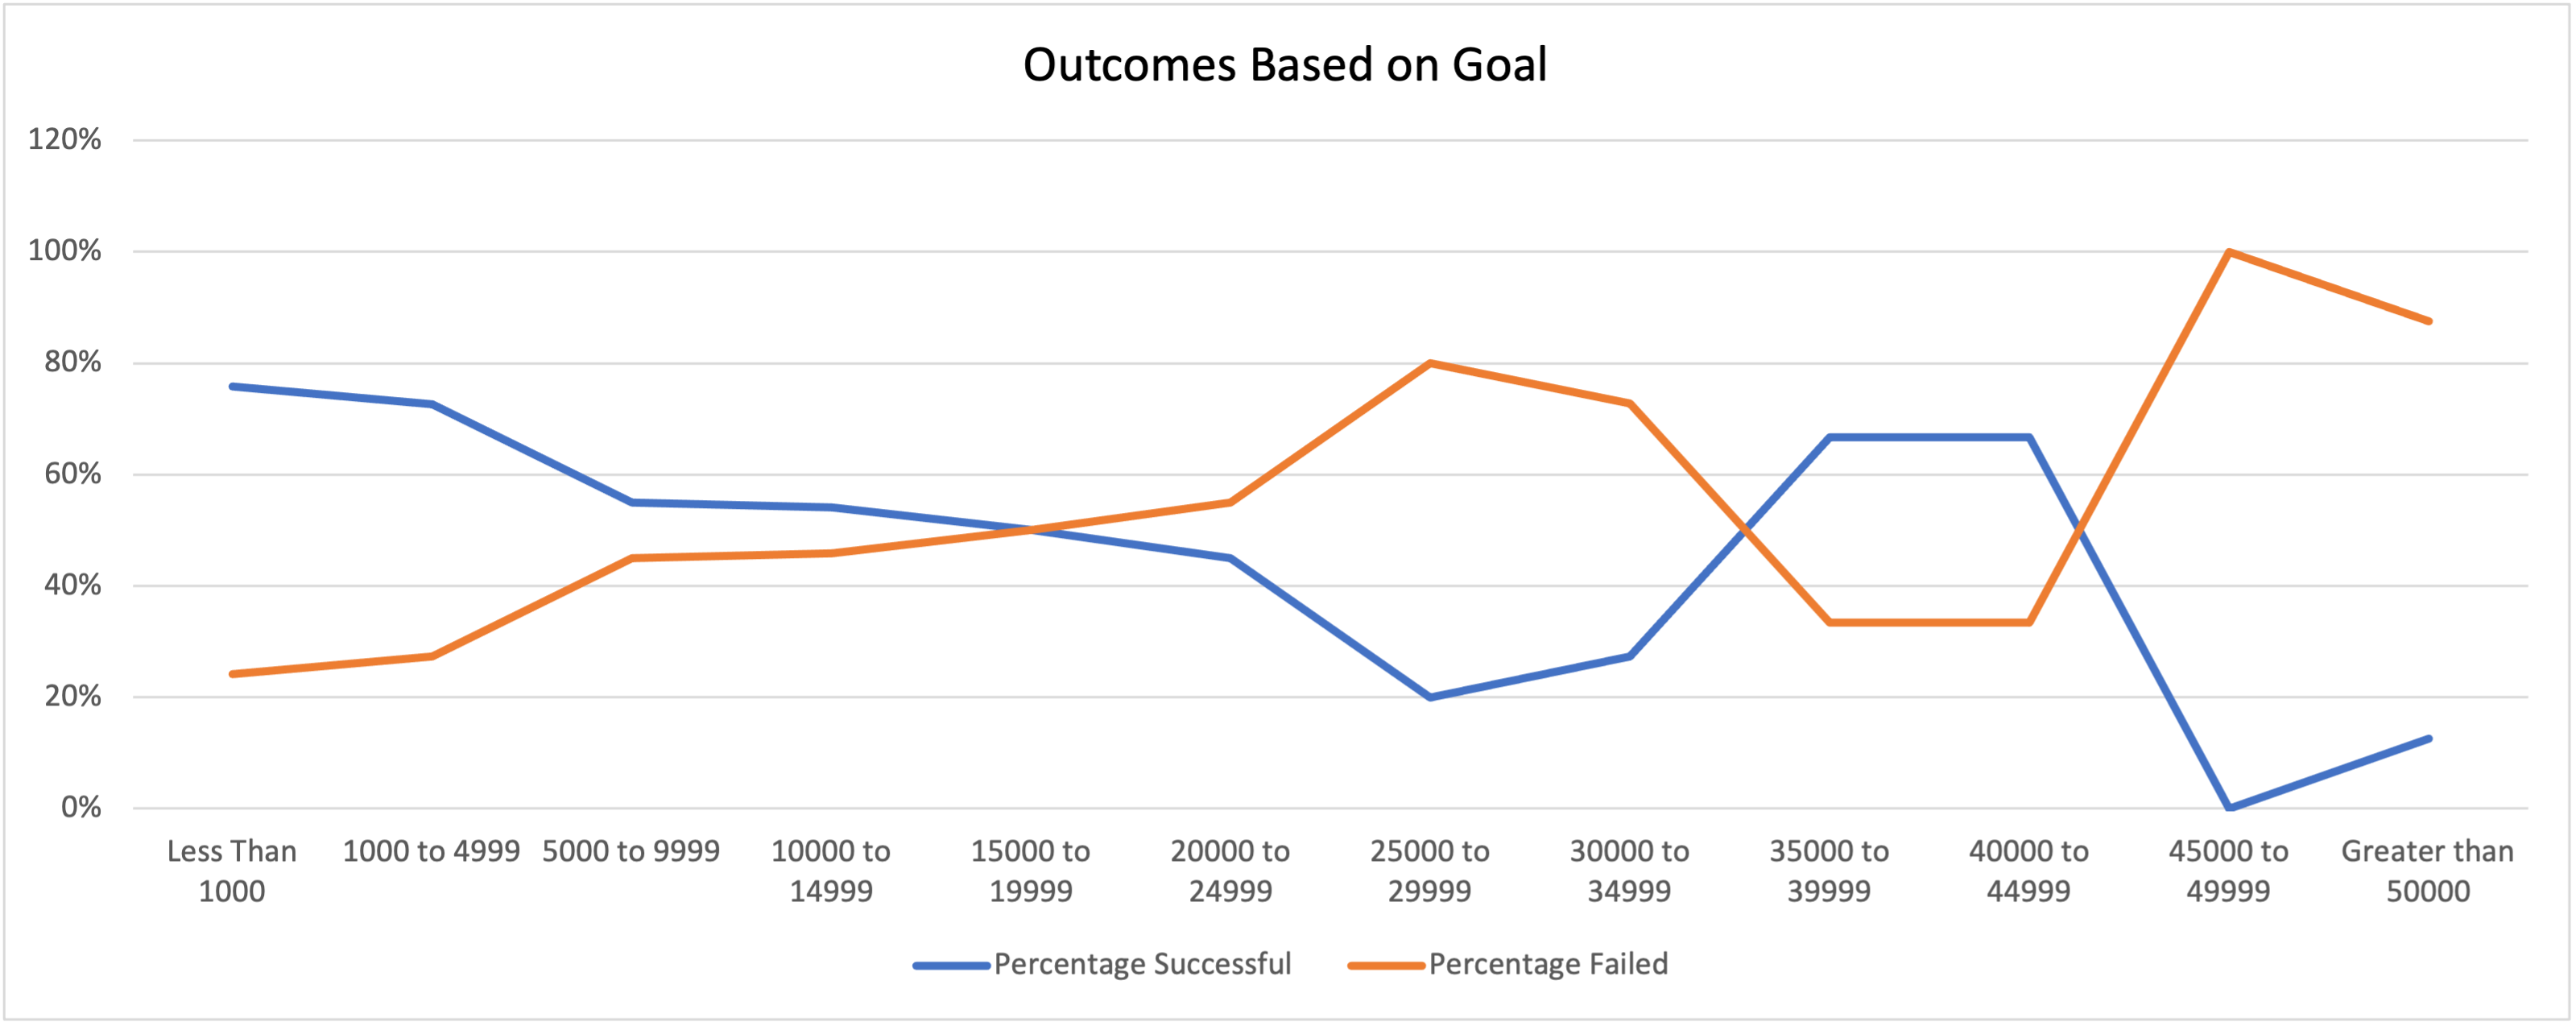 Outcomes Based on Goal
120%
100%
80%
60%
40%
20%
0%
Less Than
1000
1000 to 4999
5000 to 9999
10000 to
14999
15000 to
19999
20000 to
24999
25000 to
29999
30000 to
34999
35000 to
39999
40000 to
44999
45000 to
49999
Greater than
50000
Percentage Successful
Percentage Failed